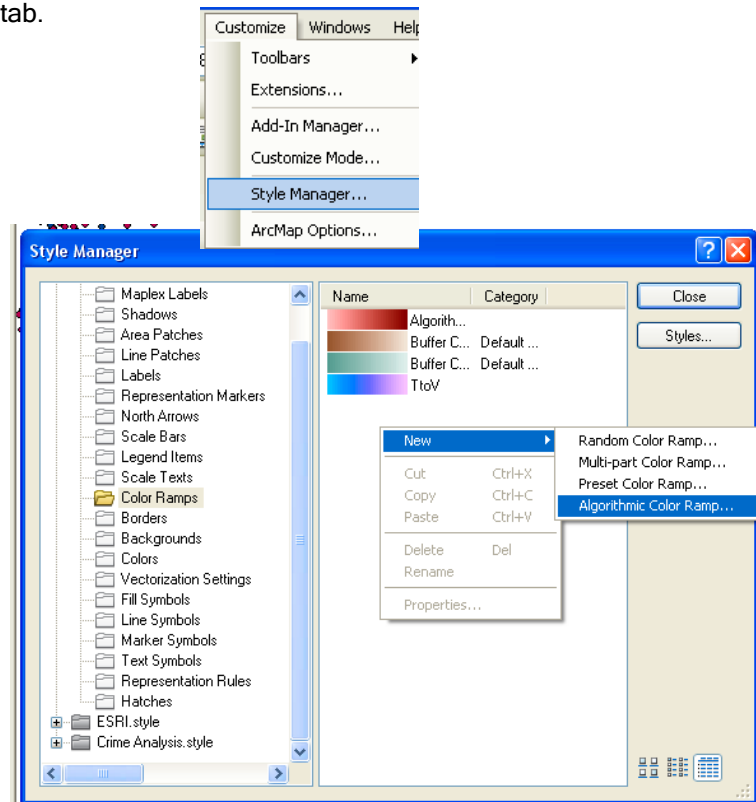 tab.
Customize Windows Help
Toolbars
Extensions...
Add-In Manager...
Customize Mode...
Style Manager...
ArcMap Options...
Style Manager
Maplex Labels
Shadows
Area Patches
Line Patches
Labels
Representation Markers
North Arrows
Scale Bars
Legend Items
Scale Texts
Color Ramps
Borders
Backgrounds
Colors
Vectorization Settings
Fill Symbols
Line Symbols
Marker Symbols
Text Symbols
Representation Rules
Hatches
ESRI.style
Crime Analysis.style
Name Category
Algorith...
Buffer C... Default ...
Buffer C... Default ...
TtoV
New
Cut Ctrl+X
Copy Ctrl+C
Paste Ctrl+V
Delete Del
Rename
Properties...
Random Color Ramp...
Multi-part Color Ramp...
Preset Color Ramp...
Algorithmic Color Ramp...
Close
Styles...